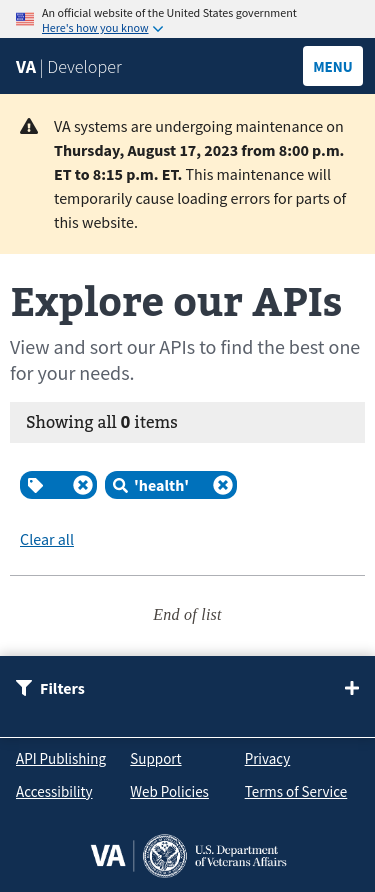 An official website of the United States government
Here's how you know
VA | Developer
MENU
VA systems are undergoing maintenance on
Thursday, August 17, 2023 from 8:00 p.m.
ET to 8:15 p.m. ET. This maintenance will
temporarily cause loading errors for parts of
this website.
Explore our APIs
View and sort our APIs to find the best one
for your needs.
Showing all 0 items
'health'
Clear all
End of list
Filters
API Publishing Support Privacy
Accessibility Web Policies Terms of Service
VA | U.S. Department
of Veterans Affairs